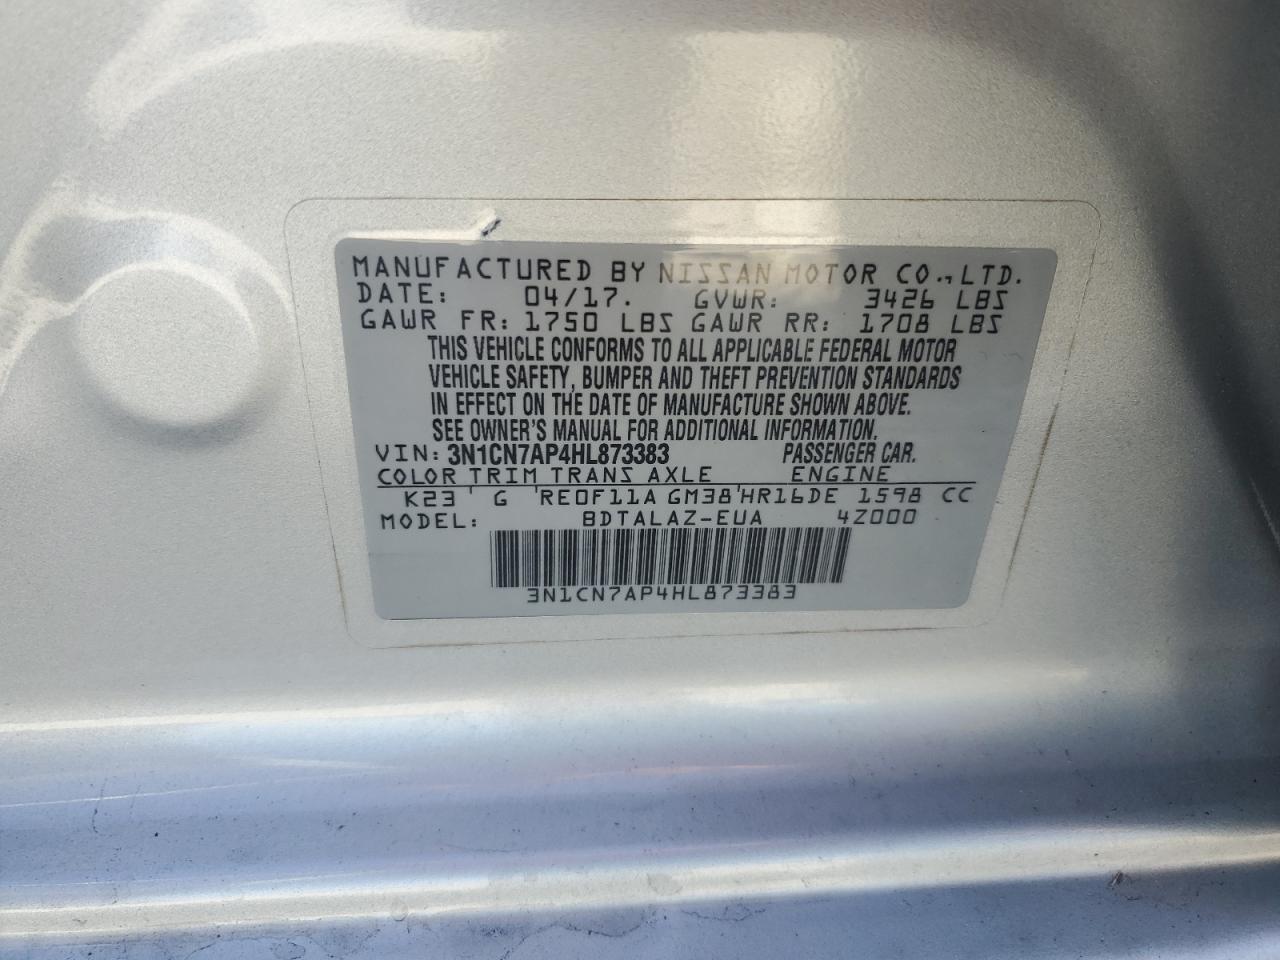 MANUFACTURED BY NISSAN MOTOR CO.,LTD.
DATE: 04/17. GVWR: 3426 LBS
GAWR FR: 1750 LBS GAWR RR: 1708 LBS
THIS VEHICLE CONFORMS TO ALL APPLICABLE FEDERAL MOTOR
VEHICLE SAFETY, BUMPER AND THEFT PREVENTION STANDARDS
IN EFFECT ON THE DATE OF MANUFACTURE SHOWN ABOVE.
SEE OWNER'S MANUAL FOR ADDITIONAL INFORMATION.
VIN: 3N1CN7AP4HL873383 PASSENGER CAR.
COLOR TRIM TRANS AXLE ENGINE
K23 ' G 'RE0F11A GM38'HR16DE 1598 CC
MODEL: BDTALAZ-EUA 4Z000
3N1CN7AP4HL873383